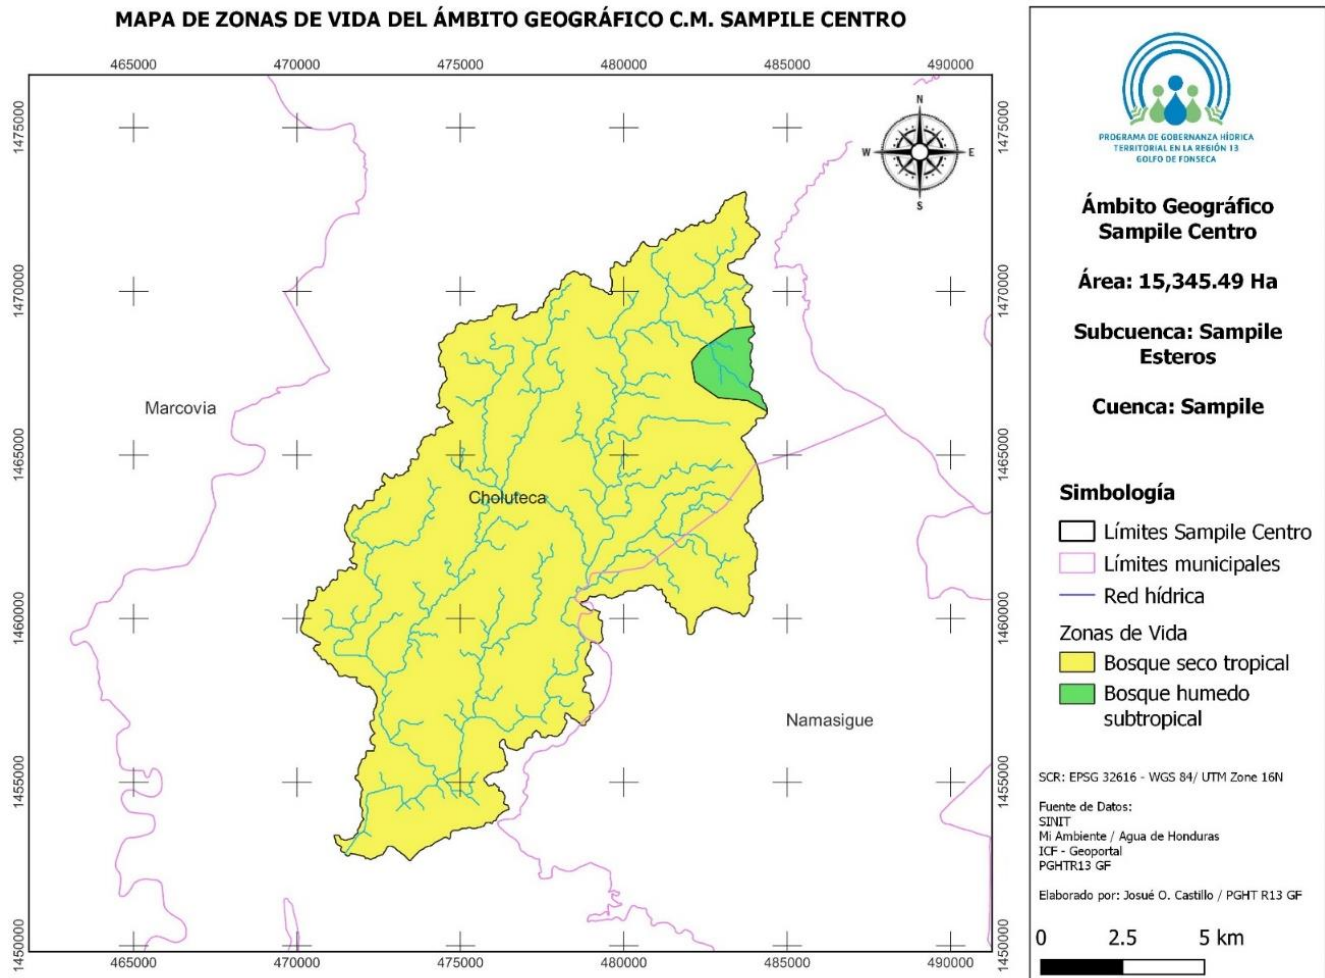 MAPA DE ZONAS DE VIDA DEL ÁMBITO GEOGRÁFICO C.M. SAMPILE CENTRO
465000 470000 475000 480000 485000 490000
1475000 1475000
N
W E
S
1470000 1470000
Marcovia
1465000 1465000
Choluteca
1460000 1460000
Namasigue
1455000 1455000
1450000 1450000
465000 470000 475000 480000 485000 490000
PROGRAMA DE GOBERNANZA HÍDRICA
TERRITORIAL EN LA REGIÓN 13
GOLFO DE FONSECA
Ámbito Geográfico
Sampile Centro
Área: 15,345.49 Ha
Subcuenca: Sampile
Esteros
Cuenca: Sampile
Simbología
Límites Sampile Centro
Límites municipales
Red hídrica
Zonas de Vida
Bosque seco tropical
Bosque humedo
subtropical
SCR: EPSG 32616 - WGS 84/ UTM Zone 16N
Fuente de Datos:
SINIT
Mi Ambiente / Agua de Honduras
ICF - Geoportal
PGHTR13 GF
Elaborado por: Josué O. Castillo / PGHT R13 GF
0 2.5 5 km